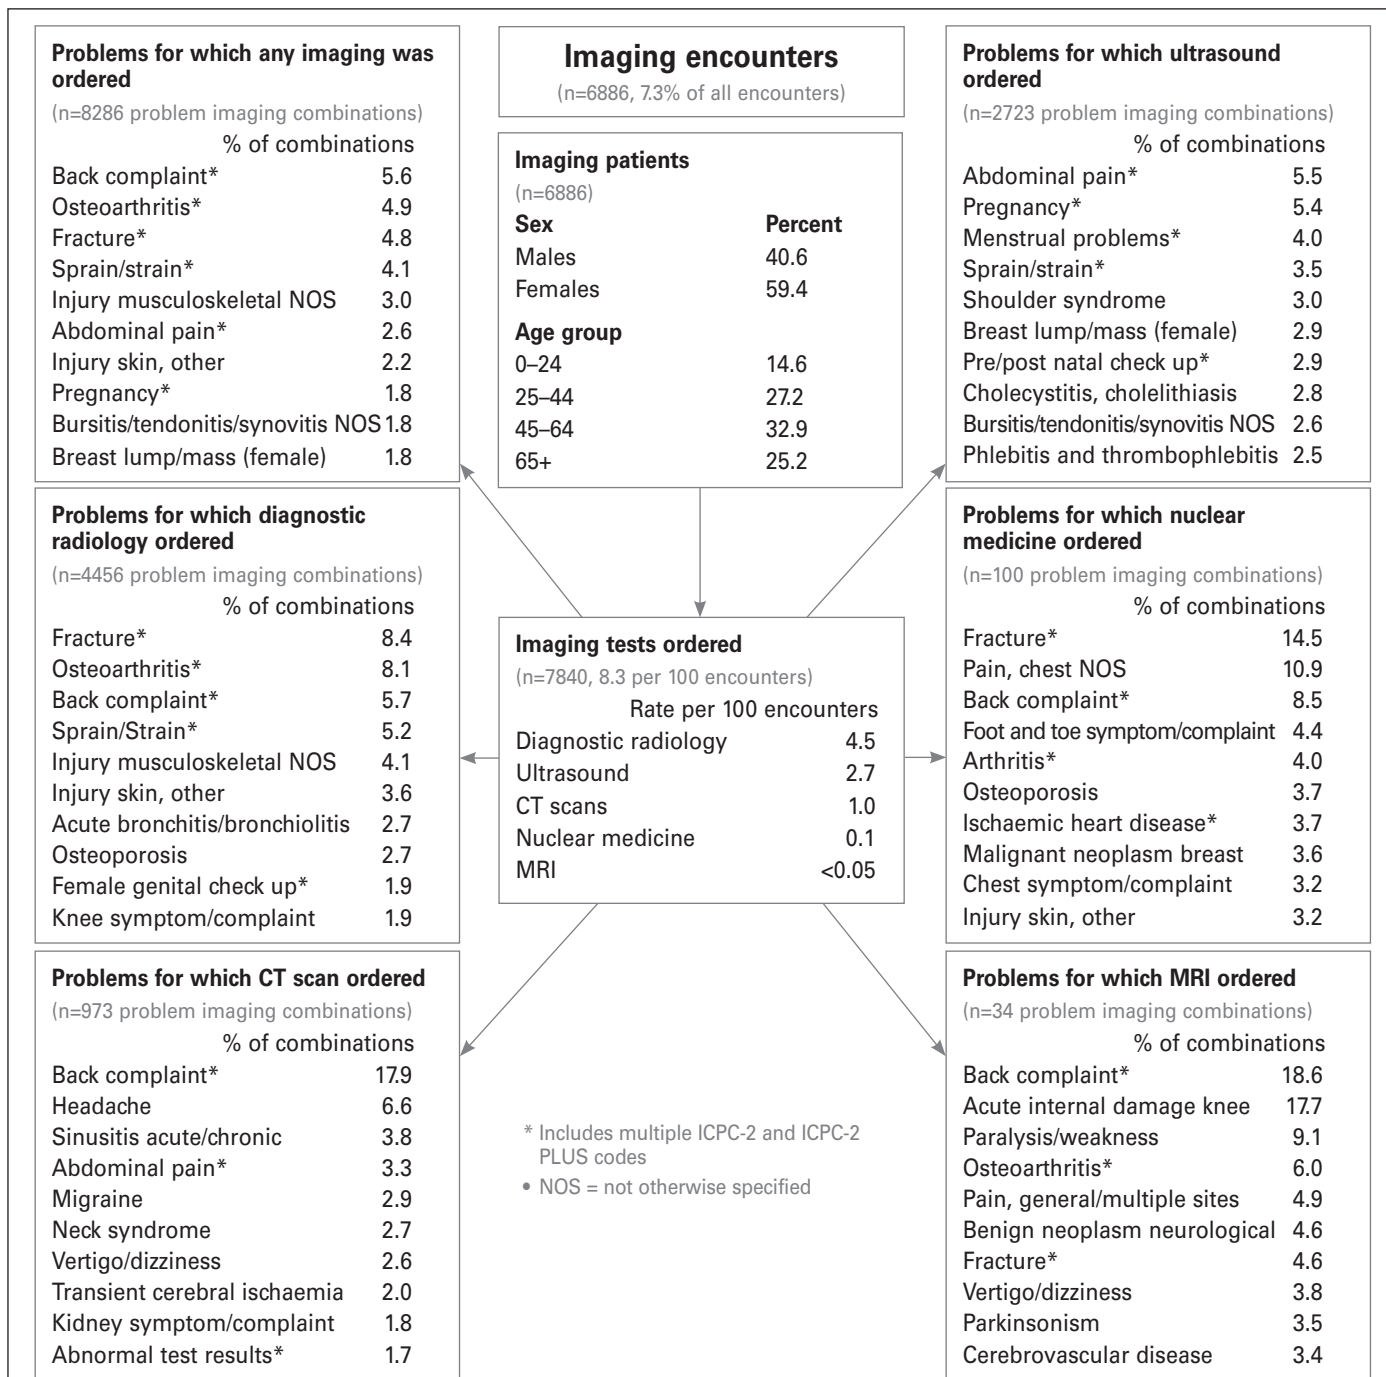 Problems for which any imaging was
ordered
(n=8286 problem imaging combinations)
% of combinations
Back complaint* 5.6
Osteoarthritis* 4.9
Fracture* 4.8
Sprain/strain* 4.1
Injury musculoskeletal NOS 3.0
Abdominal pain* 2.6
Injury skin, other 2.2
Pregnancy* 1.8
Bursitis/tendonitis/synovitis NOS 1.8
Breast lump/mass (female) 1.8
Imaging encounters
(n=6886, 7.3% of all encounters)
Imaging patients
(n=6886)
Sex Percent
Males 40.6
Females 59.4
Age group
0–24 14.6
25–44 27.2
45–64 32.9
65+ 25.2
Problems for which ultrasound
ordered
(n=2723 problem imaging combinations)
% of combinations
Abdominal pain* 5.5
Pregnancy* 5.4
Menstrual problems* 4.0
Sprain/strain* 3.5
Shoulder syndrome 3.0
Breast lump/mass (female) 2.9
Pre/post natal check up* 2.9
Cholecystitis, cholelithiasis 2.8
Bursitis/tendonitis/synovitis NOS 2.6
Phlebitis and thrombophlebitis 2.5
Problems for which diagnostic
radiology ordered
(n=4456 problem imaging combinations)
% of combinations
Fracture* 8.4
Osteoarthritis* 8.1
Back complaint* 5.7
Sprain/Strain* 5.2
Injury musculoskeletal NOS 4.1
Injury skin, other 3.6
Acute bronchitis/bronchiolitis 2.7
Osteoporosis 2.7
Female genital check up* 1.9
Knee symptom/complaint 1.9
Imaging tests ordered
(n=7840, 8.3 per 100 encounters)
Rate per 100 encounters
Diagnostic radiology 4.5
Ultrasound 2.7
CT scans 1.0
Nuclear medicine 0.1
MRI <0.05
Problems for which nuclear
medicine ordered
(n=100 problem imaging combinations)
% of combinations
Fracture* 14.5
Pain, chest NOS 10.9
Back complaint* 8.5
Foot and toe symptom/complaint 4.4
Arthritis* 4.0
Osteoporosis 3.7
Ischaemic heart disease* 3.7
Malignant neoplasm breast 3.6
Chest symptom/complaint 3.2
Injury skin, other 3.2
Problems for which CT scan ordered
(n=973 problem imaging combinations)
% of combinations
Back complaint* 17.9
Headache 6.6
Sinusitis acute/chronic 3.8
Abdominal pain* 3.3
Migraine 2.9
Neck syndrome 2.7
Vertigo/dizziness 2.6
Transient cerebral ischaemia 2.0
Kidney symptom/complaint 1.8
Abnormal test results* 1.7
* Includes multiple ICPC-2 and ICPC-2
PLUS codes
• NOS = not otherwise specified
Problems for which MRI ordered
(n=34 problem imaging combinations)
% of combinations
Back complaint* 18.6
Acute internal damage knee 17.7
Paralysis/weakness 9.1
Osteoarthritis* 6.0
Pain, general/multiple sites 4.9
Benign neoplasm neurological 4.6
Fracture* 4.6
Vertigo/dizziness 3.8
Parkinsonism 3.5
Cerebrovascular disease 3.4